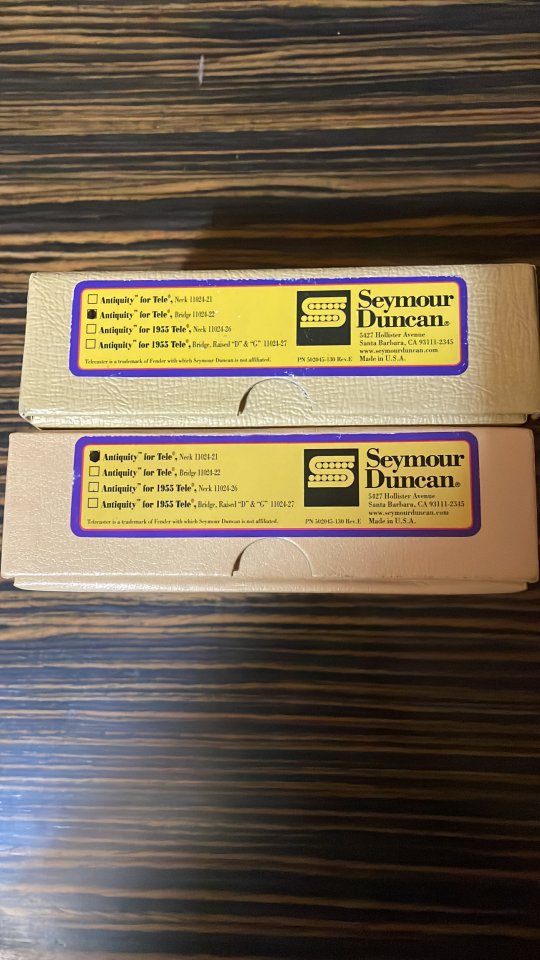 Antiquity™ for Tele®, Neck 11024-21
Antiquity™ for Tele®, Bridge 11024-22
Antiquity™ for 1955 Tele®, Neck 11024-26
Antiquity™ for 1955 Tele®, Bridge, Raised "D" & "G" 11024-27
Telecaster is a trademark of Fender with which Seymour Duncan is not affiliated.
PN 502045-130 Rev.E
Seymour
Duncan®
5427 Hollister Avenue
Santa Barbara, CA 93111-2345
www.seymourduncan.com
Made in U.S.A.
Antiquity™ for Tele®, Neck 11024-21
Antiquity™ for Tele®, Bridge 11024-22
Antiquity™ for 1955 Tele®, Neck 11024-26
Antiquity™ for 1955 Tele®, Bridge, Raised "D" & "G" 11024-27
Telecaster is a trademark of Fender with which Seymour Duncan is not affiliated.
PN 502045-130 Rev.E
Seymour
Duncan®
5427 Hollister Avenue
Santa Barbara, CA 93111-2345
www.seymourduncan.com
Made in U.S.A.